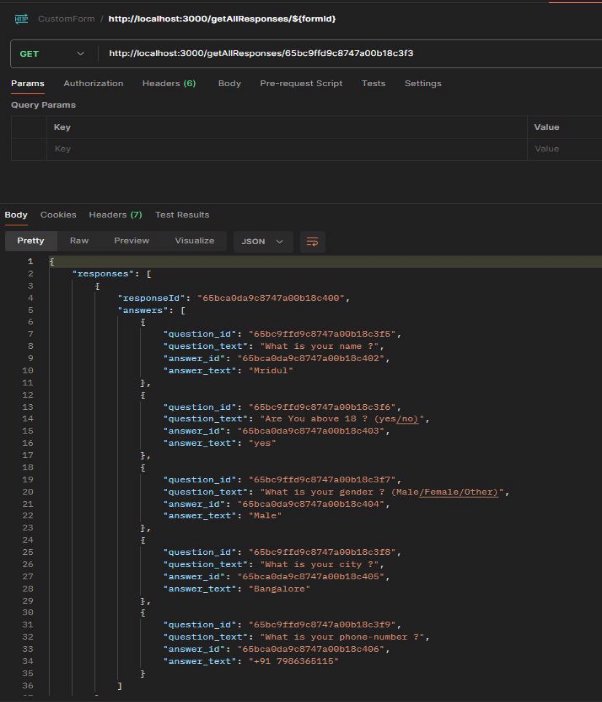 HTTP CustomForm / http://localhost:3000/getAllResponses/${formId}
GET http://localhost:3000/getAllResponses/65bc9ffd9c8747a00b18c3f3
Params Authorization Headers (6) Body Pre-request Script Tests Settings
Query Params
Key Value
Key Value
Body Cookies Headers (7) Test Results
Pretty Raw Preview Visualize JSON
1 {
2 "responses": [
3 {
4 "responseId": "65bca0da9c8747a00b18c400",
5 "answers": [
6 {
7 "question_id": "65bc9ffd9c8747a00b18c3f5",
8 "question_text": "What is your name ?",
9 "answer_id": "65bca0da9c8747a00b18c402",
10 "answer_text": "Mridul"
11 },
12 {
13 "question_id": "65bc9ffd9c8747a00b18c3f6",
14 "question_text": "Are You above 18 ? (yes/no)",
15 "answer_id": "65bca0da9c8747a00b18c403",
16 "answer_text": "yes"
17 },
18 {
19 "question_id": "65bc9ffd9c8747a00b18c3f7",
20 "question_text": "What is your gender ? (Male/Female/Other)",
21 "answer_id": "65bca0da9c8747a00b18c404",
22 "answer_text": "Male"
23 },
24 {
25 "question_id": "65bc9ffd9c8747a00b18c3f8",
26 "question_text": "What is your city ?",
27 "answer_id": "65bca0da9c8747a00b18c405",
28 "answer_text": "Bangalore"
29 },
30 {
31 "question_id": "65bc9ffd9c8747a00b18c3f9",
32 "question_text": "What is your phone-number ?",
33 "answer_id": "65bca0da9c8747a00b18c406",
34 "answer_text": "+91 7986365115"
35 }
36 ]